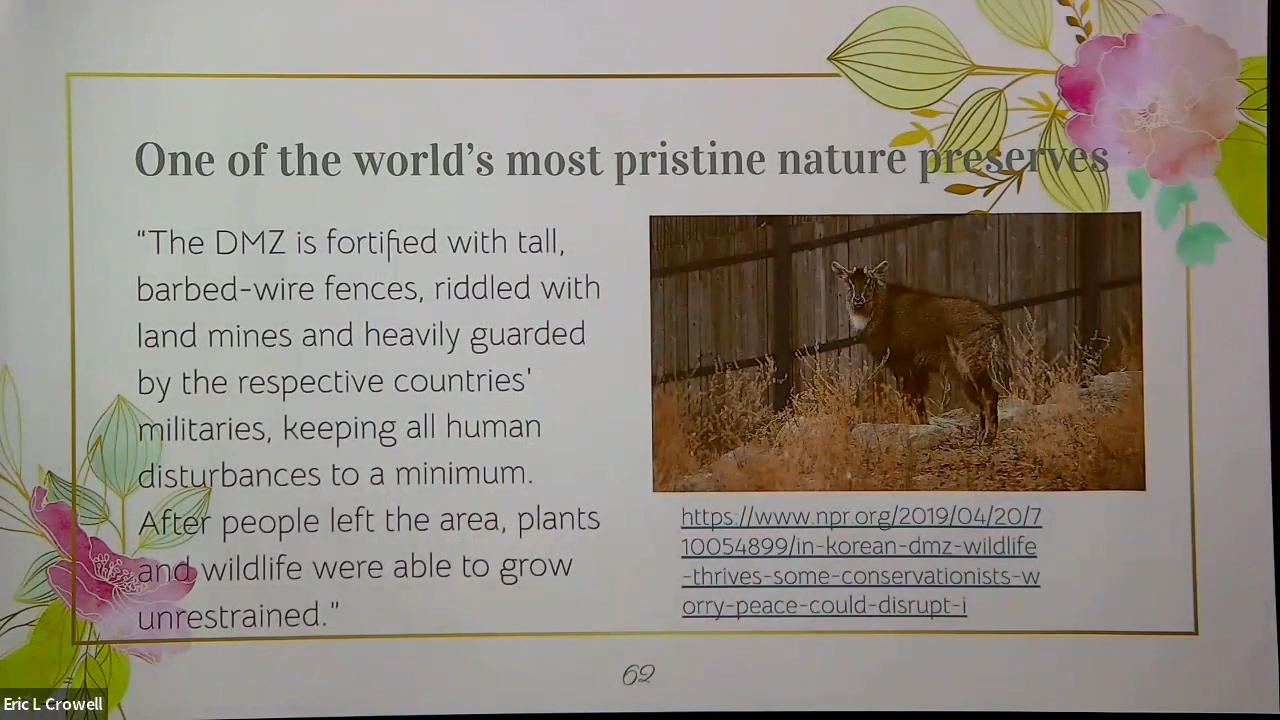 One of the world's most pristine nature preserves
“The DMZ is fortified with tall,
barbed-wire fences, riddled with
land mines and heavily guarded
by the respective countries'
militaries, keeping all human
disturbances to a minimum.
After people left the area, plants
and wildlife were able to grow
unrestrained.”
https://www.npr.org/2019/04/20/7
10054899/in-korean-dmz-wildlife
-thrives-some-conservationists-w
orry-peace-could-disrupt-i
62
Eric L Crowell